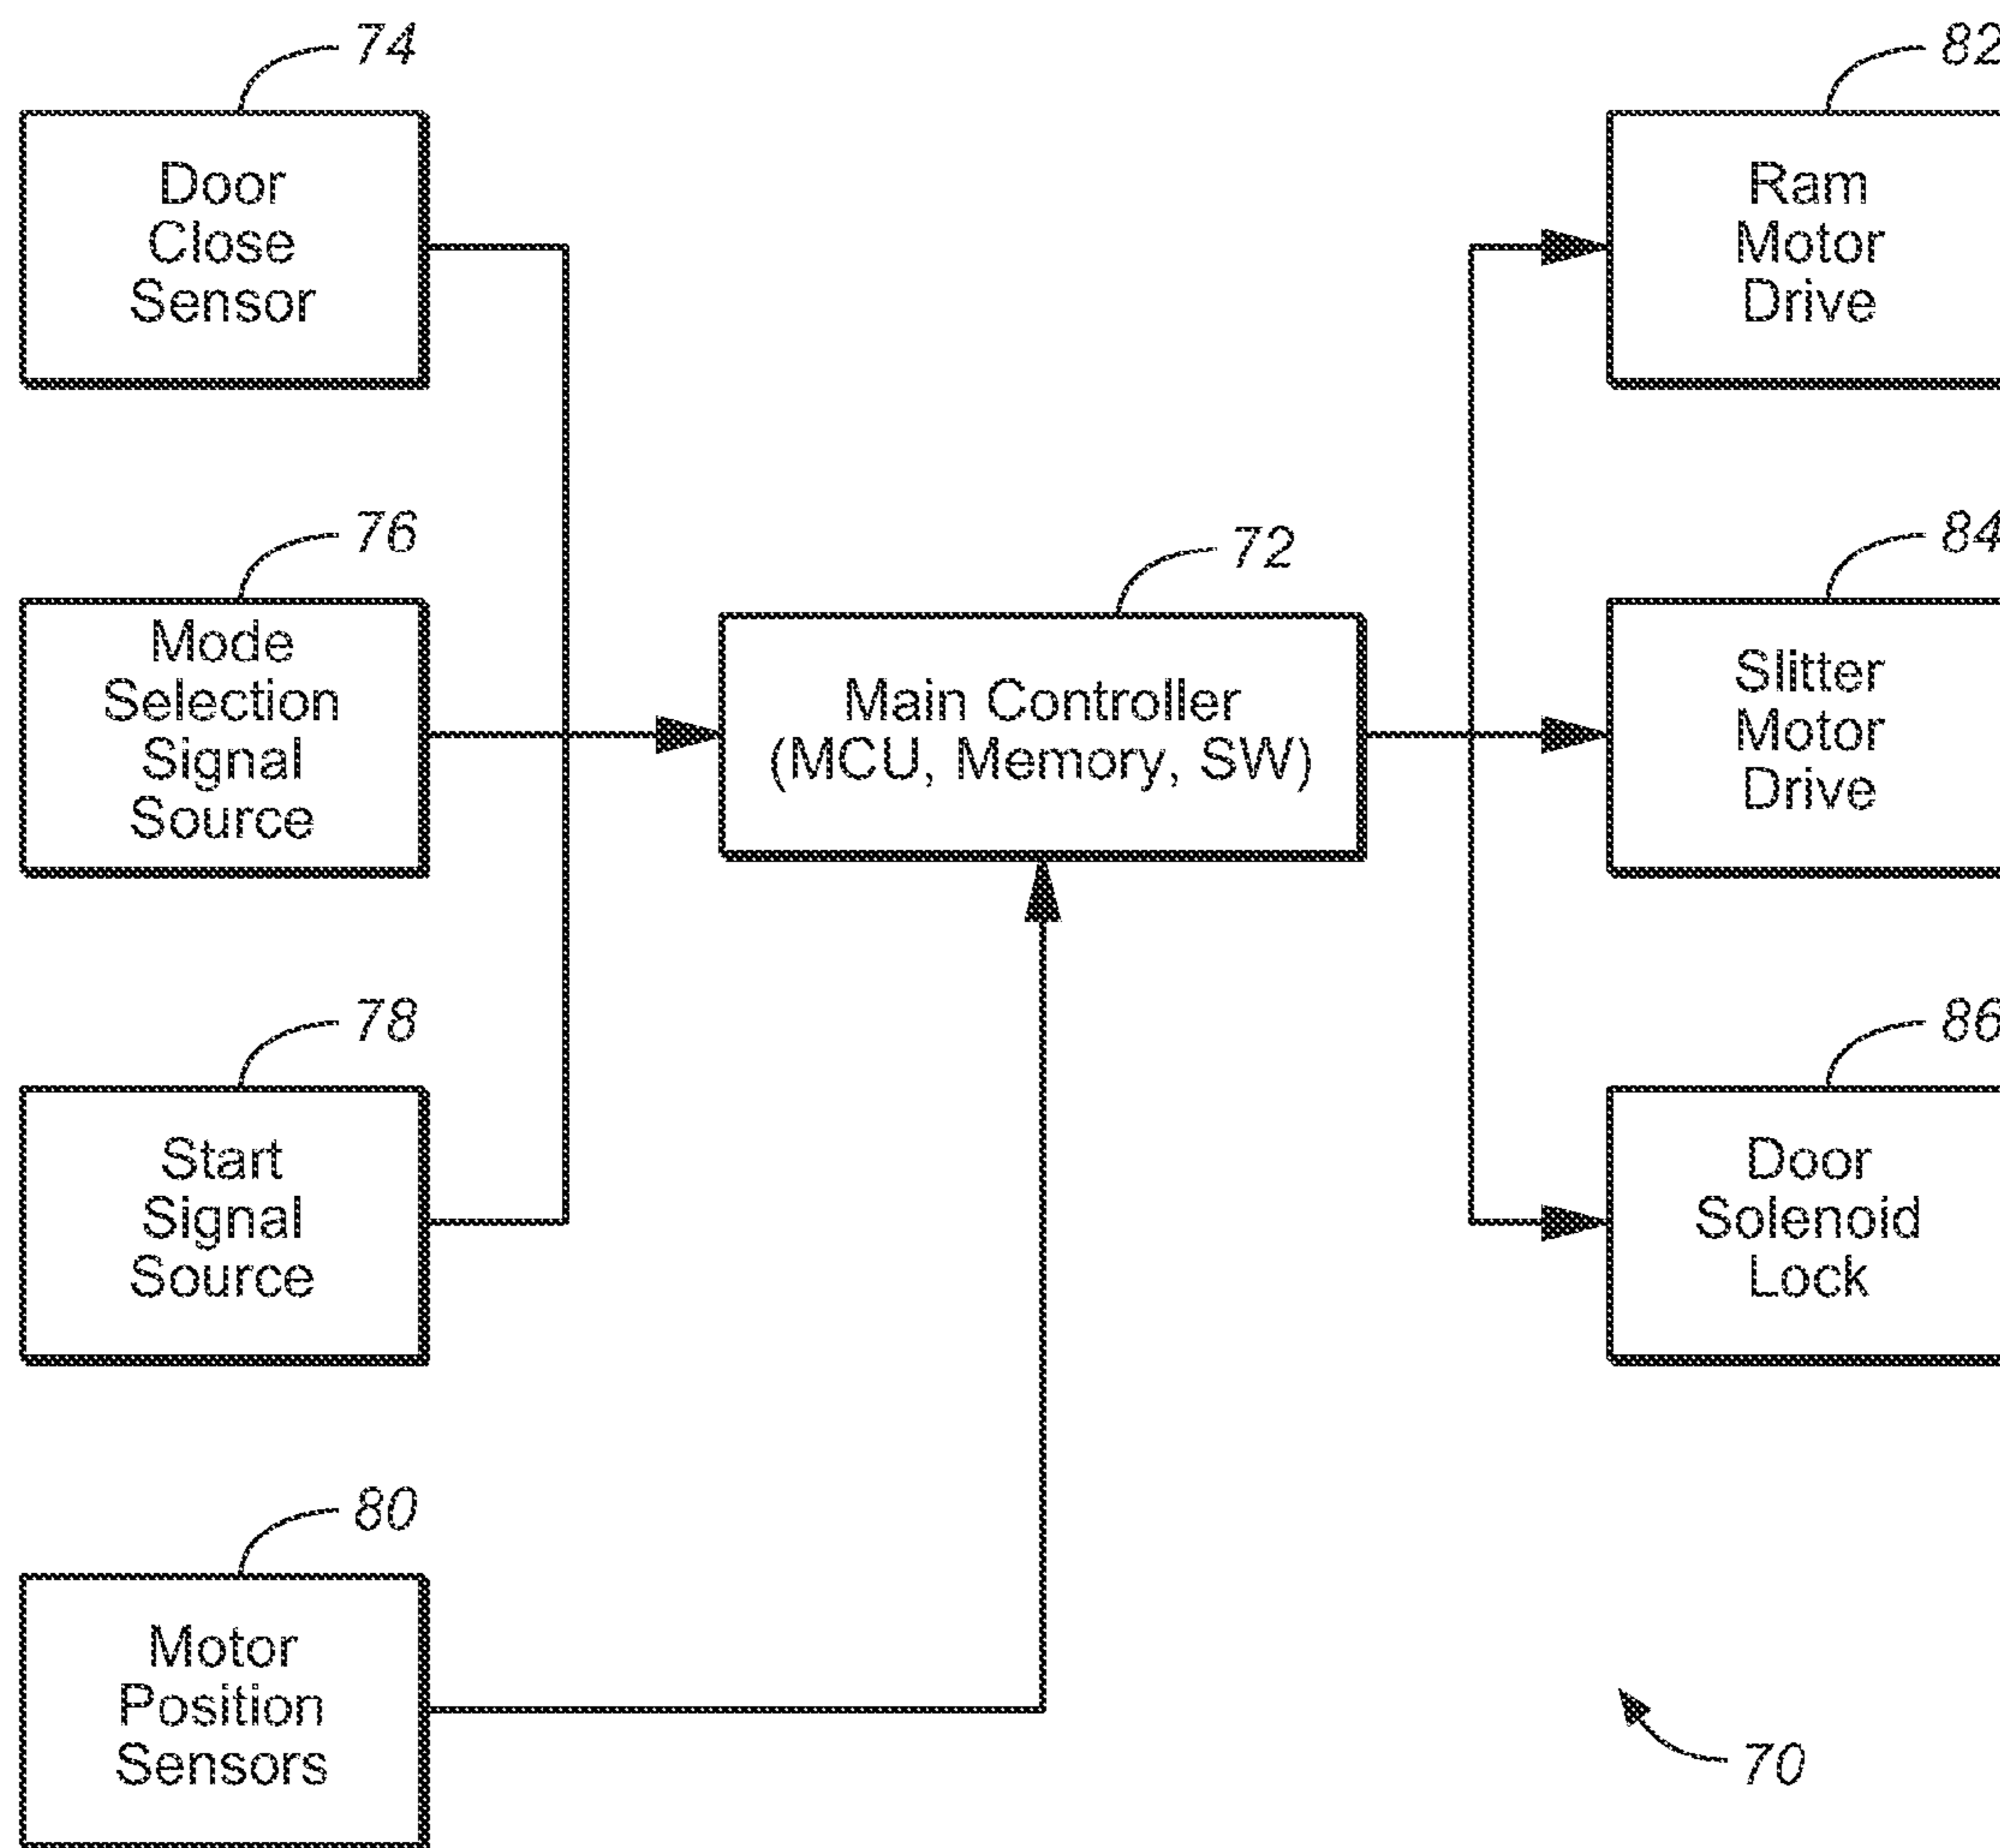 74
Door
Close
Sensor
76
Mode
Selection
Signal
Source
78
Start
Signal
Source
80
Motor
Position
Sensors
72
Main Controller
(MCU, Memory, SW)
82
Ram
Motor
Drive
84
Slitter
Motor
Drive
86
Door
Solenoid
Lock
70